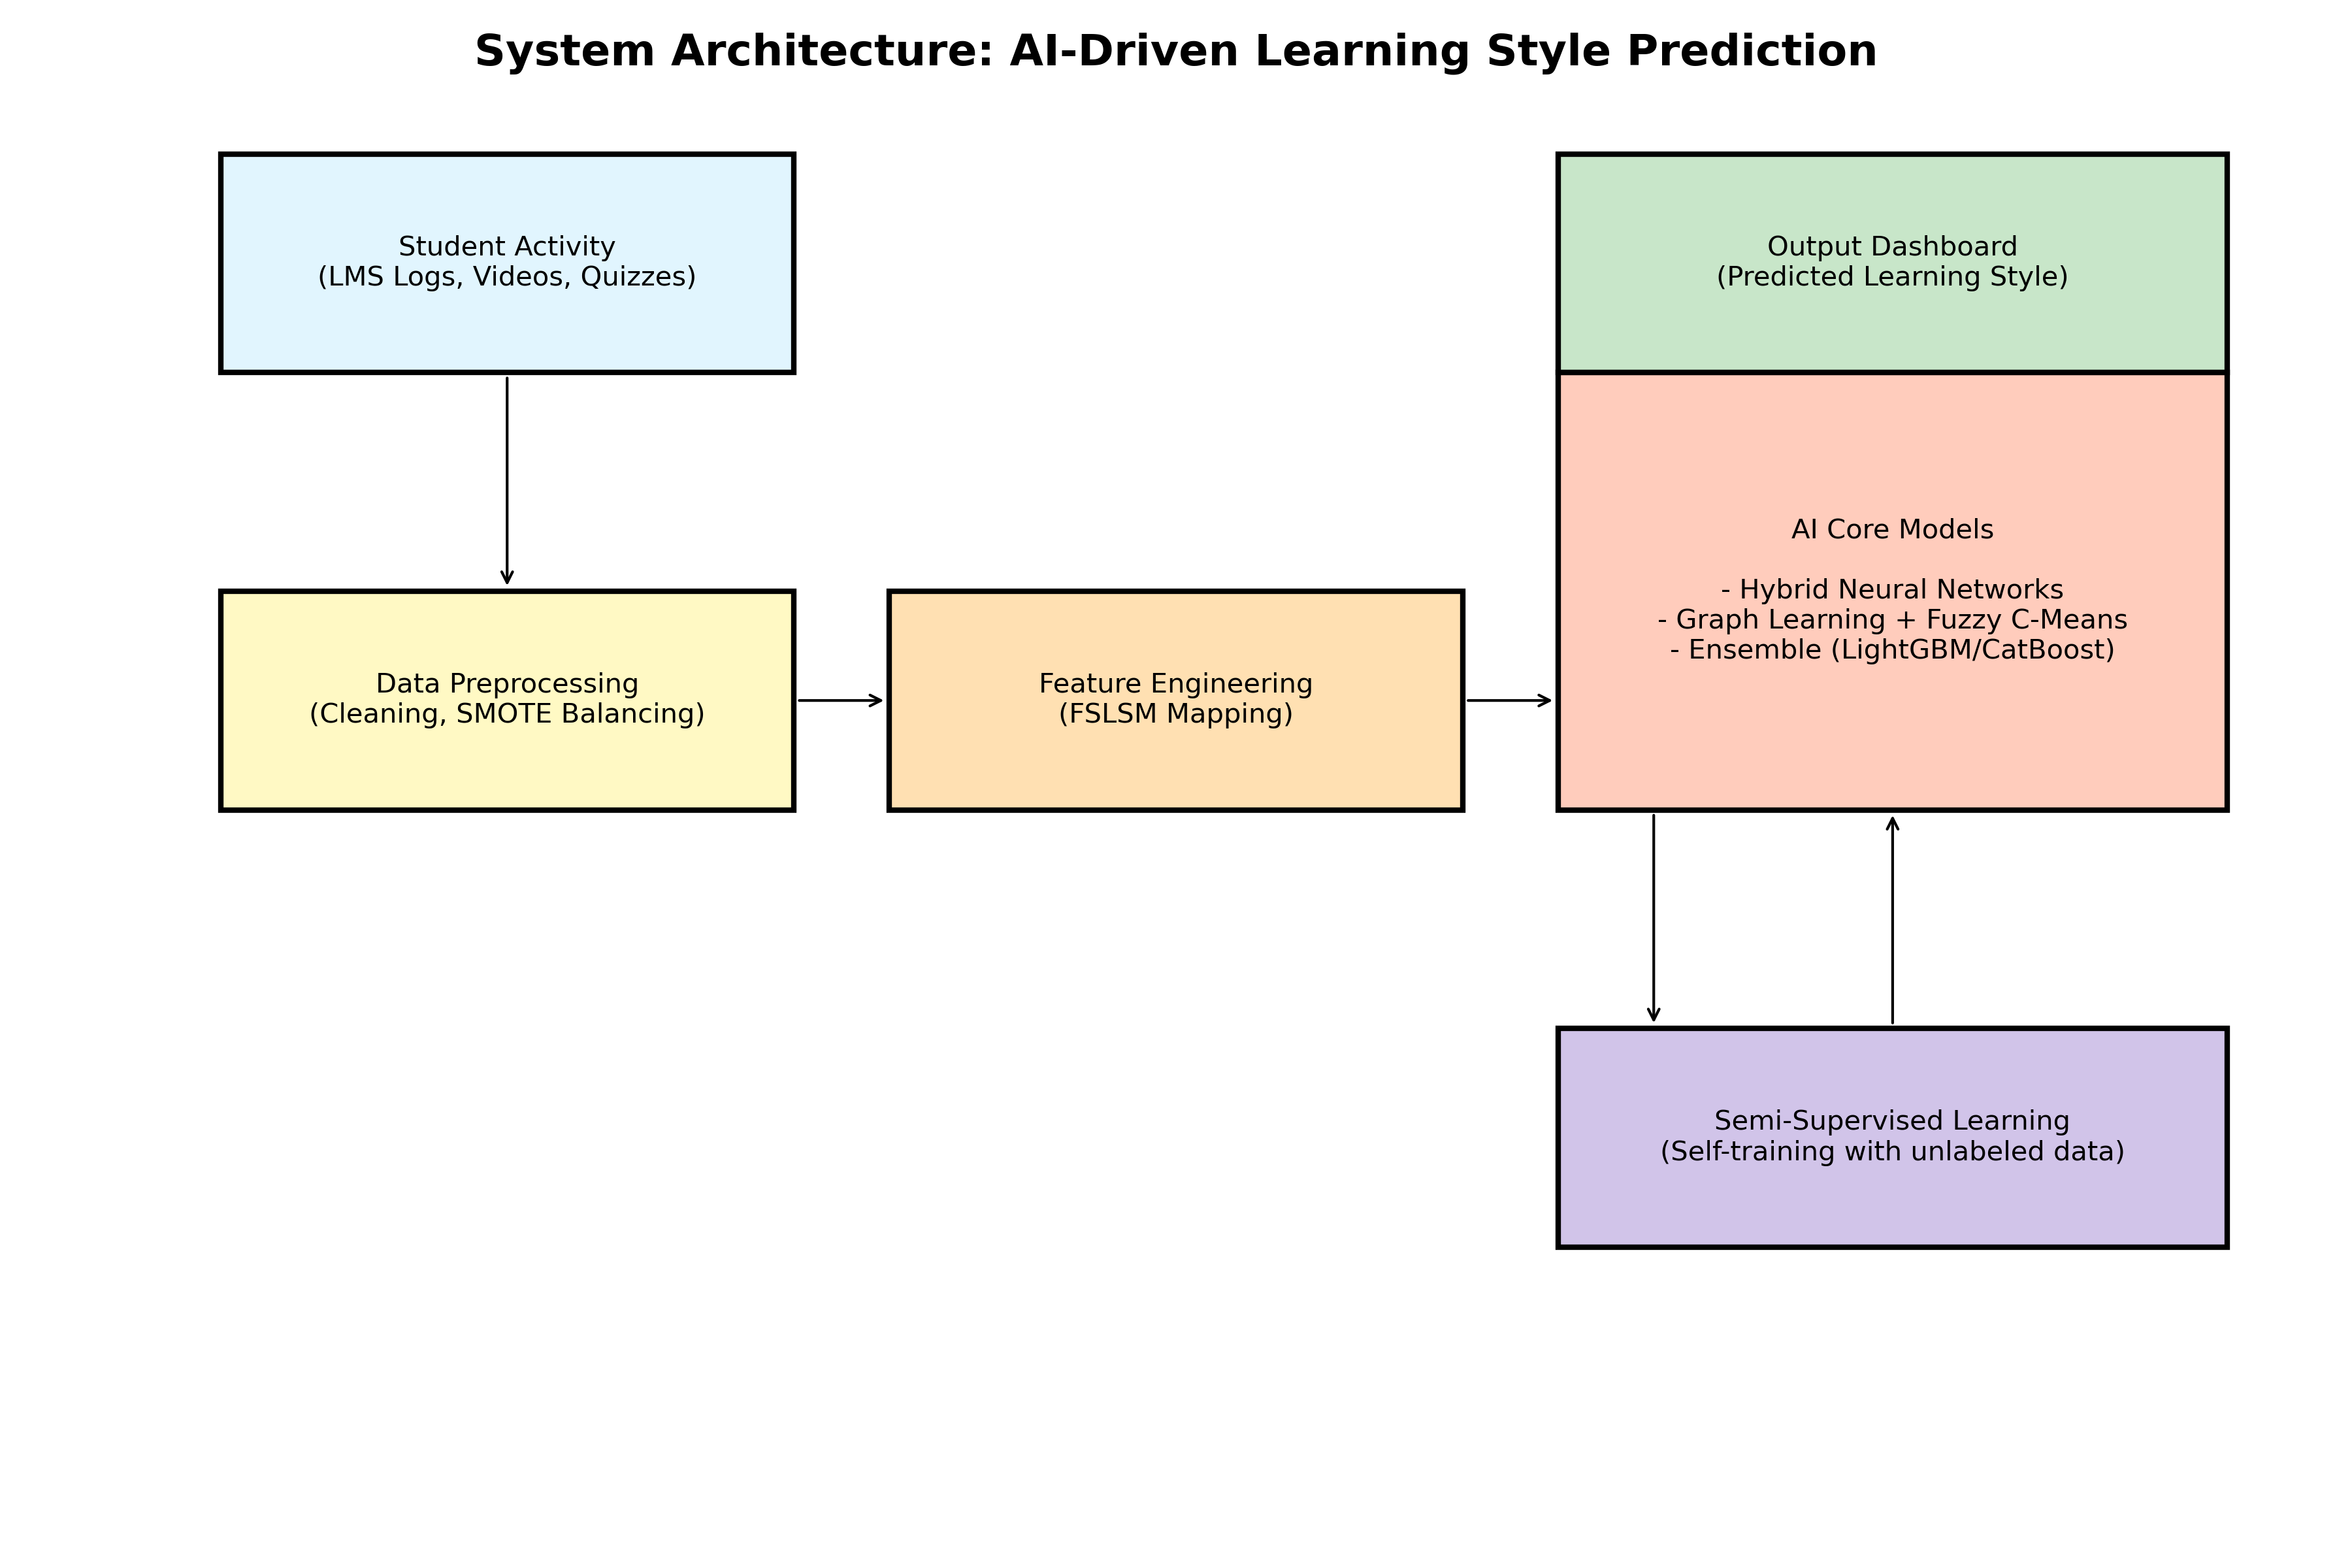 System Architecture: AI-Driven Learning Style Prediction
Student Activity
(LMS Logs, Videos, Quizzes)
Output Dashboard
(Predicted Learning Style)
Data Preprocessing
(Cleaning, SMOTE Balancing)
Feature Engineering
(FSLSM Mapping)
AI Core Models
- Hybrid Neural Networks
- Graph Learning + Fuzzy C-Means
- Ensemble (LightGBM/CatBoost)
Semi-Supervised Learning
(Self-training with unlabeled data)